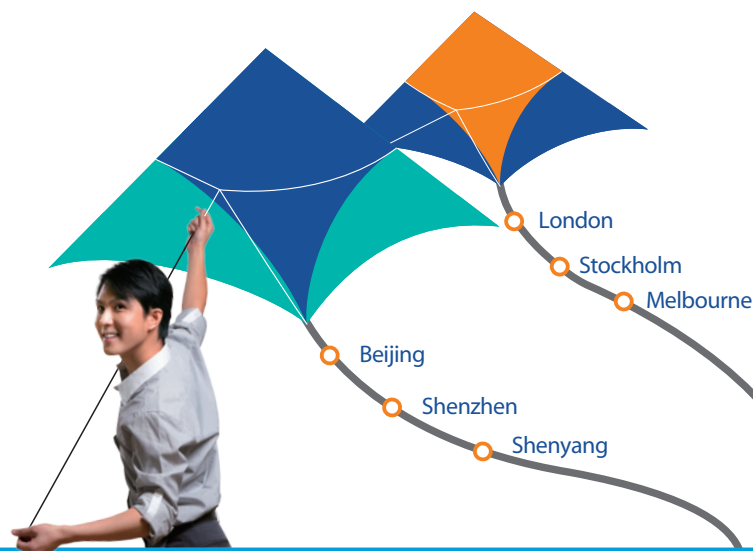 London
Stockholm
Melbourne
Beijing
Shenzhen
Shenyang